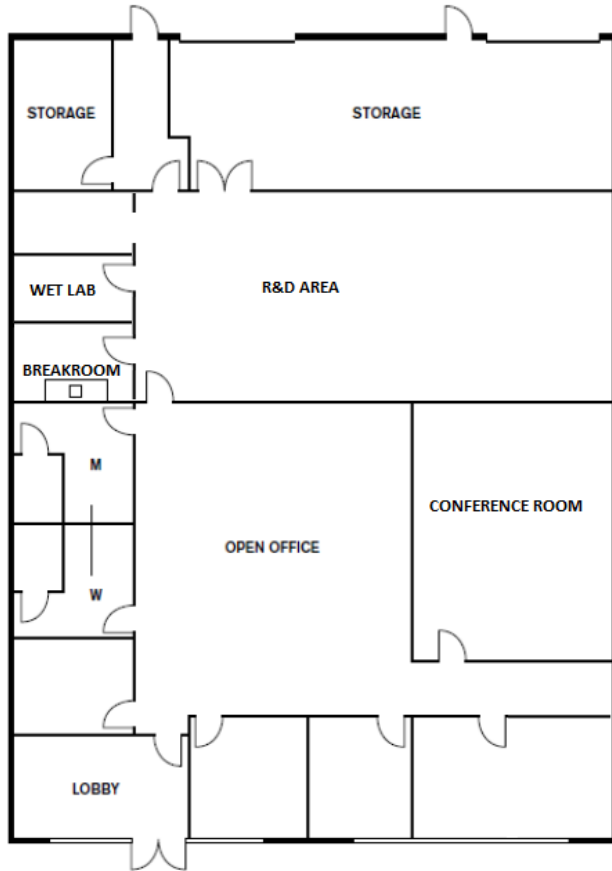 STORAGE
STORAGE
WET LAB
R&D AREA
BREAKROOM
M
CONFERENCE ROOM
OPEN OFFICE
W
LOBBY